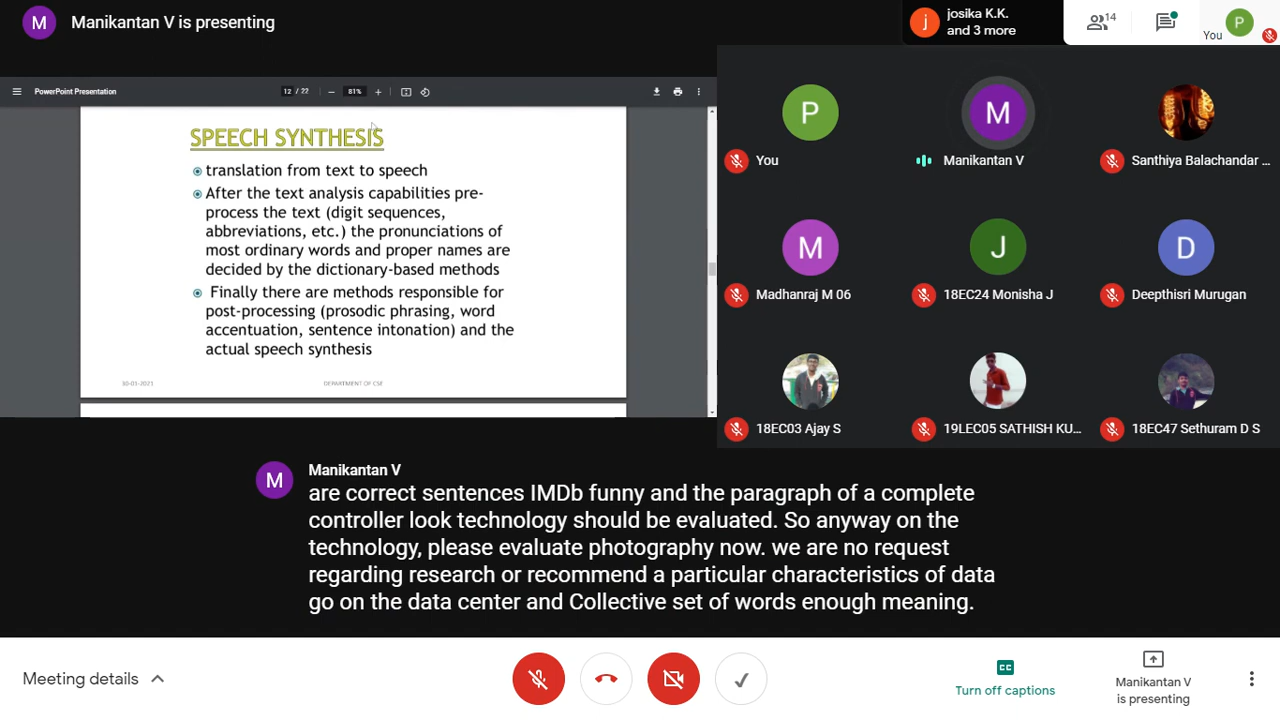 M
Manikantan V is presenting
j
josika K.K.
and 3 more
14
You
P
PowerPoint Presentation
12 / 22
81%
SPEECH SYNTHESIS
translation from text to speech
After the text analysis capabilities pre-
process the text (digit sequences,
abbreviations, etc.) the pronunciations of
most ordinary words and proper names are
decided by the dictionary-based methods
Finally there are methods responsible for
post-processing (prosodic phrasing, word
accentuation, sentence intonation) and the
actual speech synthesis
30-01-2021
DEPARTMENT OF CSE
P
You
M
Manikantan V
Santhiya Balachandar ...
M
Madhanraj M 06
J
18EC24 Monisha J
D
Deepthisri Murugan
18EC03 Ajay S
19LEC05 SATHISH KU...
18EC47 Sethuram D S
M
Manikantan V
are correct sentences IMDb funny and the paragraph of a complete
controller look technology should be evaluated. So anyway on the
technology, please evaluate photography now. we are no request
regarding research or recommend a particular characteristics of data
go on the data center and Collective set of words enough meaning.
Meeting details
CC
Turn off captions
Manikantan V
is presenting